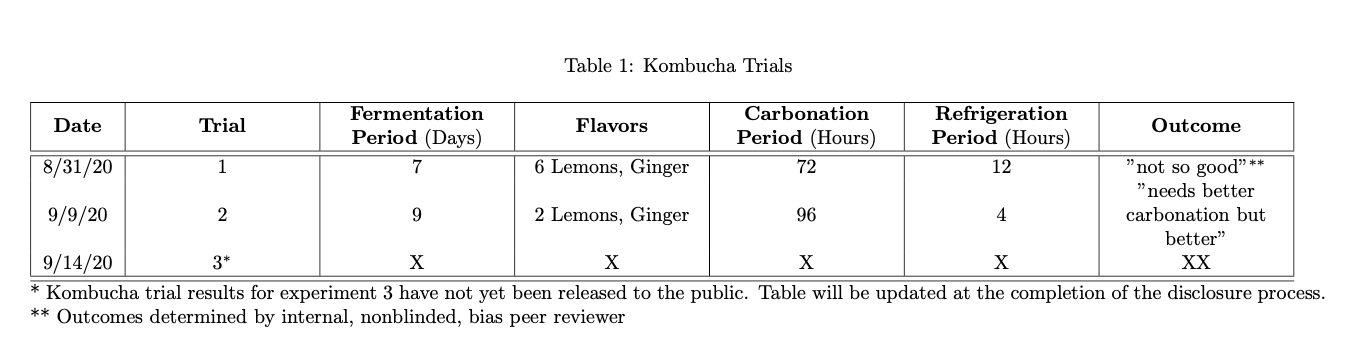 Table 1: Kombucha Trials
Date Trial Fermentation Period (Days) Flavors Carbonation Period (Hours) Refrigeration Period (Hours) Outcome
8/31/20 1 7 6 Lemons, Ginger 72 12 ”not so good”**
9/9/20 2 9 2 Lemons, Ginger 96 4 ”needs better carbonation but better”
9/14/20 3* X X X X XX
* Kombucha trial results for experiment 3 have not yet been released to the public. Table will be updated at the completion of the disclosure process.
** Outcomes determined by internal, nonblinded, bias peer reviewer